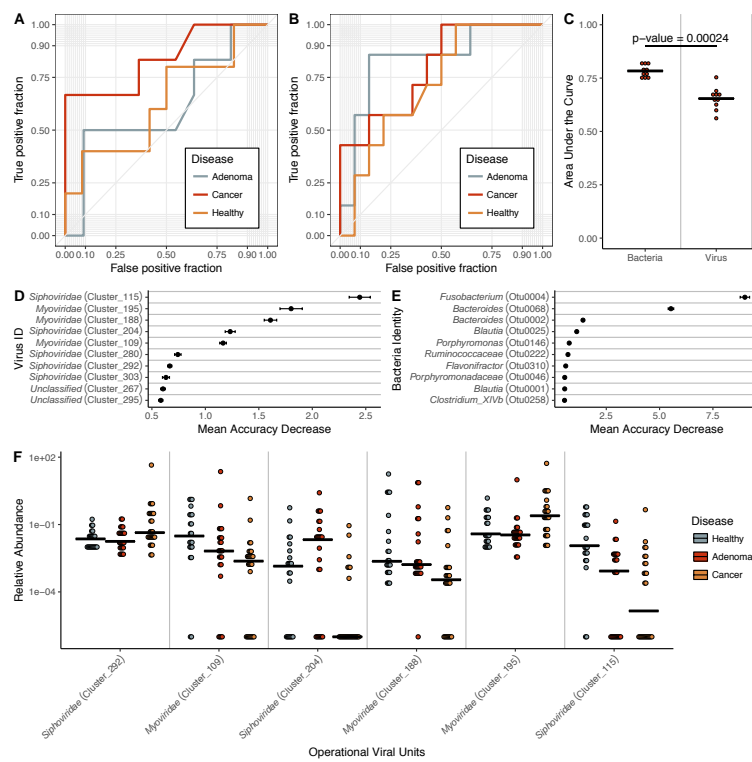 A
B
C
True positive fraction
1.00
0.90
0.75
0.50
0.25
0.10
0.00
Disease
Adenoma
Cancer
Healthy
0.00 0.10 0.25 0.50 0.75 0.90 1.00
False positive fraction
True positive fraction
1.00
0.90
0.75
0.50
0.25
0.10
0.00
Disease
Adenoma
Cancer
Healthy
0.00 0.10 0.25 0.50 0.75 0.90 1.00
False positive fraction
Area Under the Curve
1.00
0.75
0.50
0.25
0.00
p−value = 0.00024
Bacteria Virus
D
Virus ID
Siphoviridae (Cluster_115)
Myoviridae (Cluster_195)
Myoviridae (Cluster_188)
Siphoviridae (Cluster_204)
Myoviridae (Cluster_109)
Siphoviridae (Cluster_280)
Siphoviridae (Cluster_292)
Siphoviridae (Cluster_303)
Unclassified (Cluster_267)
Unclassified (Cluster_295)
0.5 1.0 1.5 2.0 2.5
Mean Accuracy Decrease
E
Bacteria Identity
Fusobacterium (Otu0004)
Bacteroides (Otu0068)
Bacteroides (Otu0002)
Blautia (Otu0025)
Porphyromonas (Otu0146)
Ruminococcaceae (Otu0222)
Flavonifractor (Otu0310)
Porphyromonadaceae (Otu0046)
Blautia (Otu0001)
Clostridium_XIVb (Otu0258)
2.5 5.0 7.5
Mean Accuracy Decrease
F
Relative Abundance
1e+02
1e−01
1e−04
Disease
Healthy
Adenoma
Cancer
Siphoviridae (Cluster_292)
Myoviridae (Cluster_109)
Siphoviridae (Cluster_204)
Myoviridae (Cluster_188)
Myoviridae (Cluster_195)
Siphoviridae (Cluster_115)
Operational Viral Units